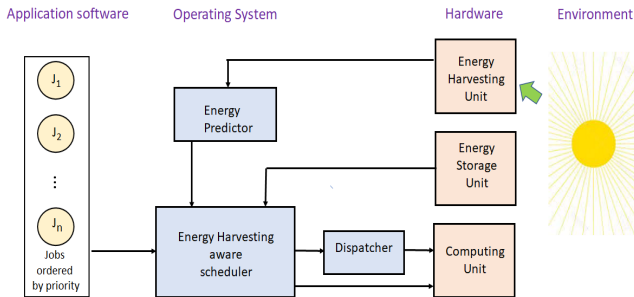 Application software
Operating System
Hardware
Environment
J1
J2
⋮
Jn
Jobs
ordered
by priority
Energy
Predictor
Energy Harvesting
aware
scheduler
Dispatcher
Energy
Harvesting
Unit
Energy
Storage
Unit
Computing
Unit